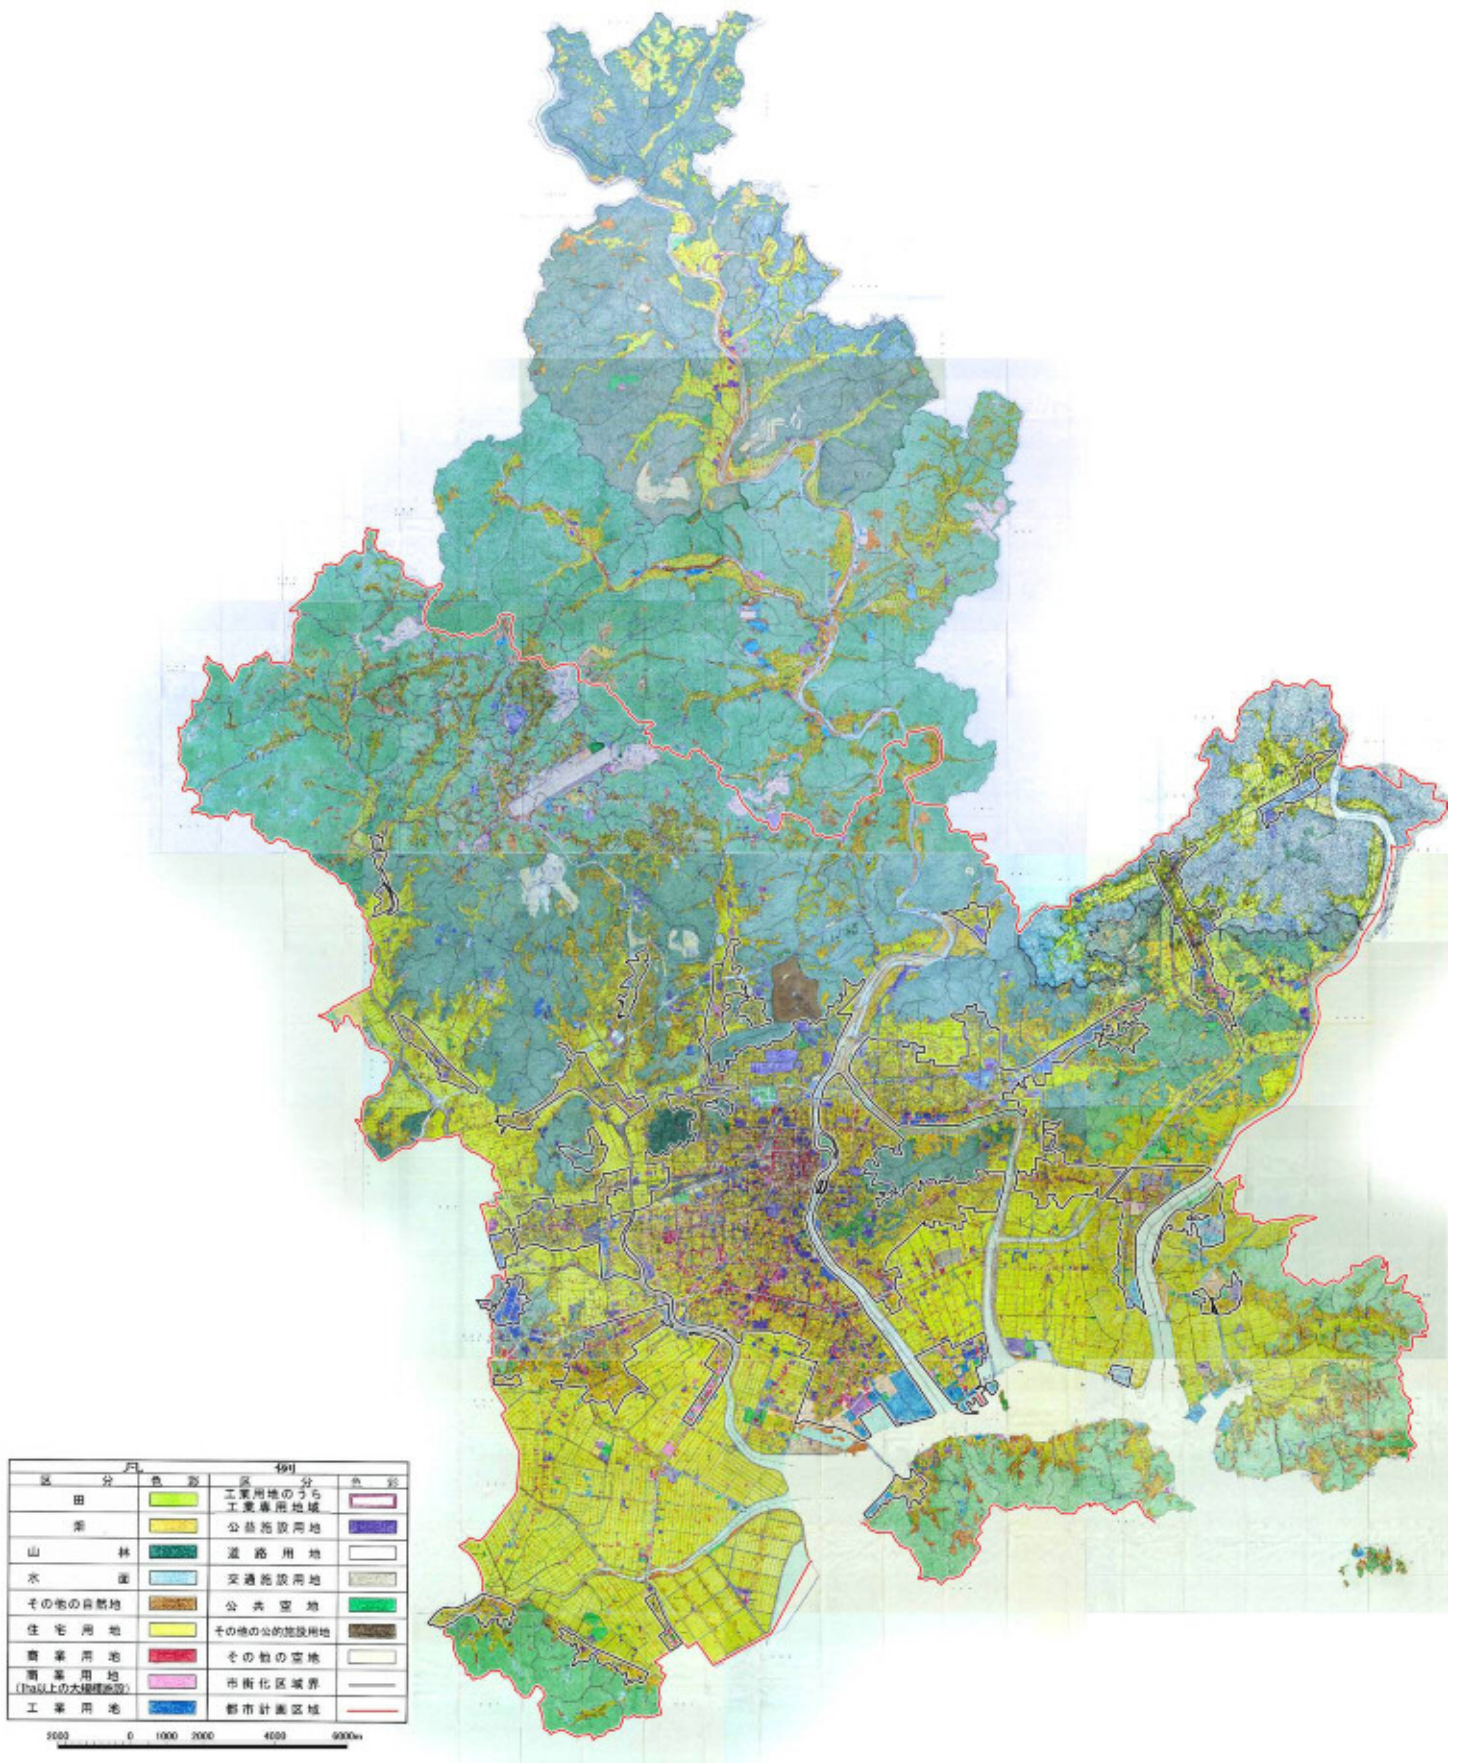 凡 例
区 分 色 彩 区 分 色 彩
田 工業用地のうち
工業専用地域
畑 公益施設用地
山 林 道 路 用 地
水 面 交通施設用地
その他の自然地 公 共 空 地
住 宅 用 地 その他の公的施設用地
商 業 用 地 その他の空地
商 業 用 地
(1ha以上の大規模施設) 市街化区域界
工 業 用 地 都市計画区域
2000 0 1000 2000 4000 6000m